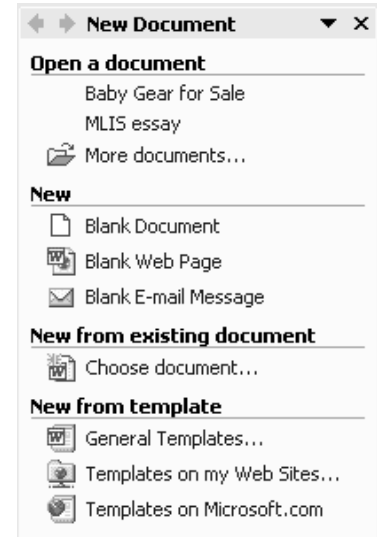 New Document
Open a document
Baby Gear for Sale
MLIS essay
More documents...
New
Blank Document
Blank Web Page
Blank E-mail Message
New from existing document
Choose document...
New from template
General Templates...
Templates on my Web Sites...
Templates on Microsoft.com